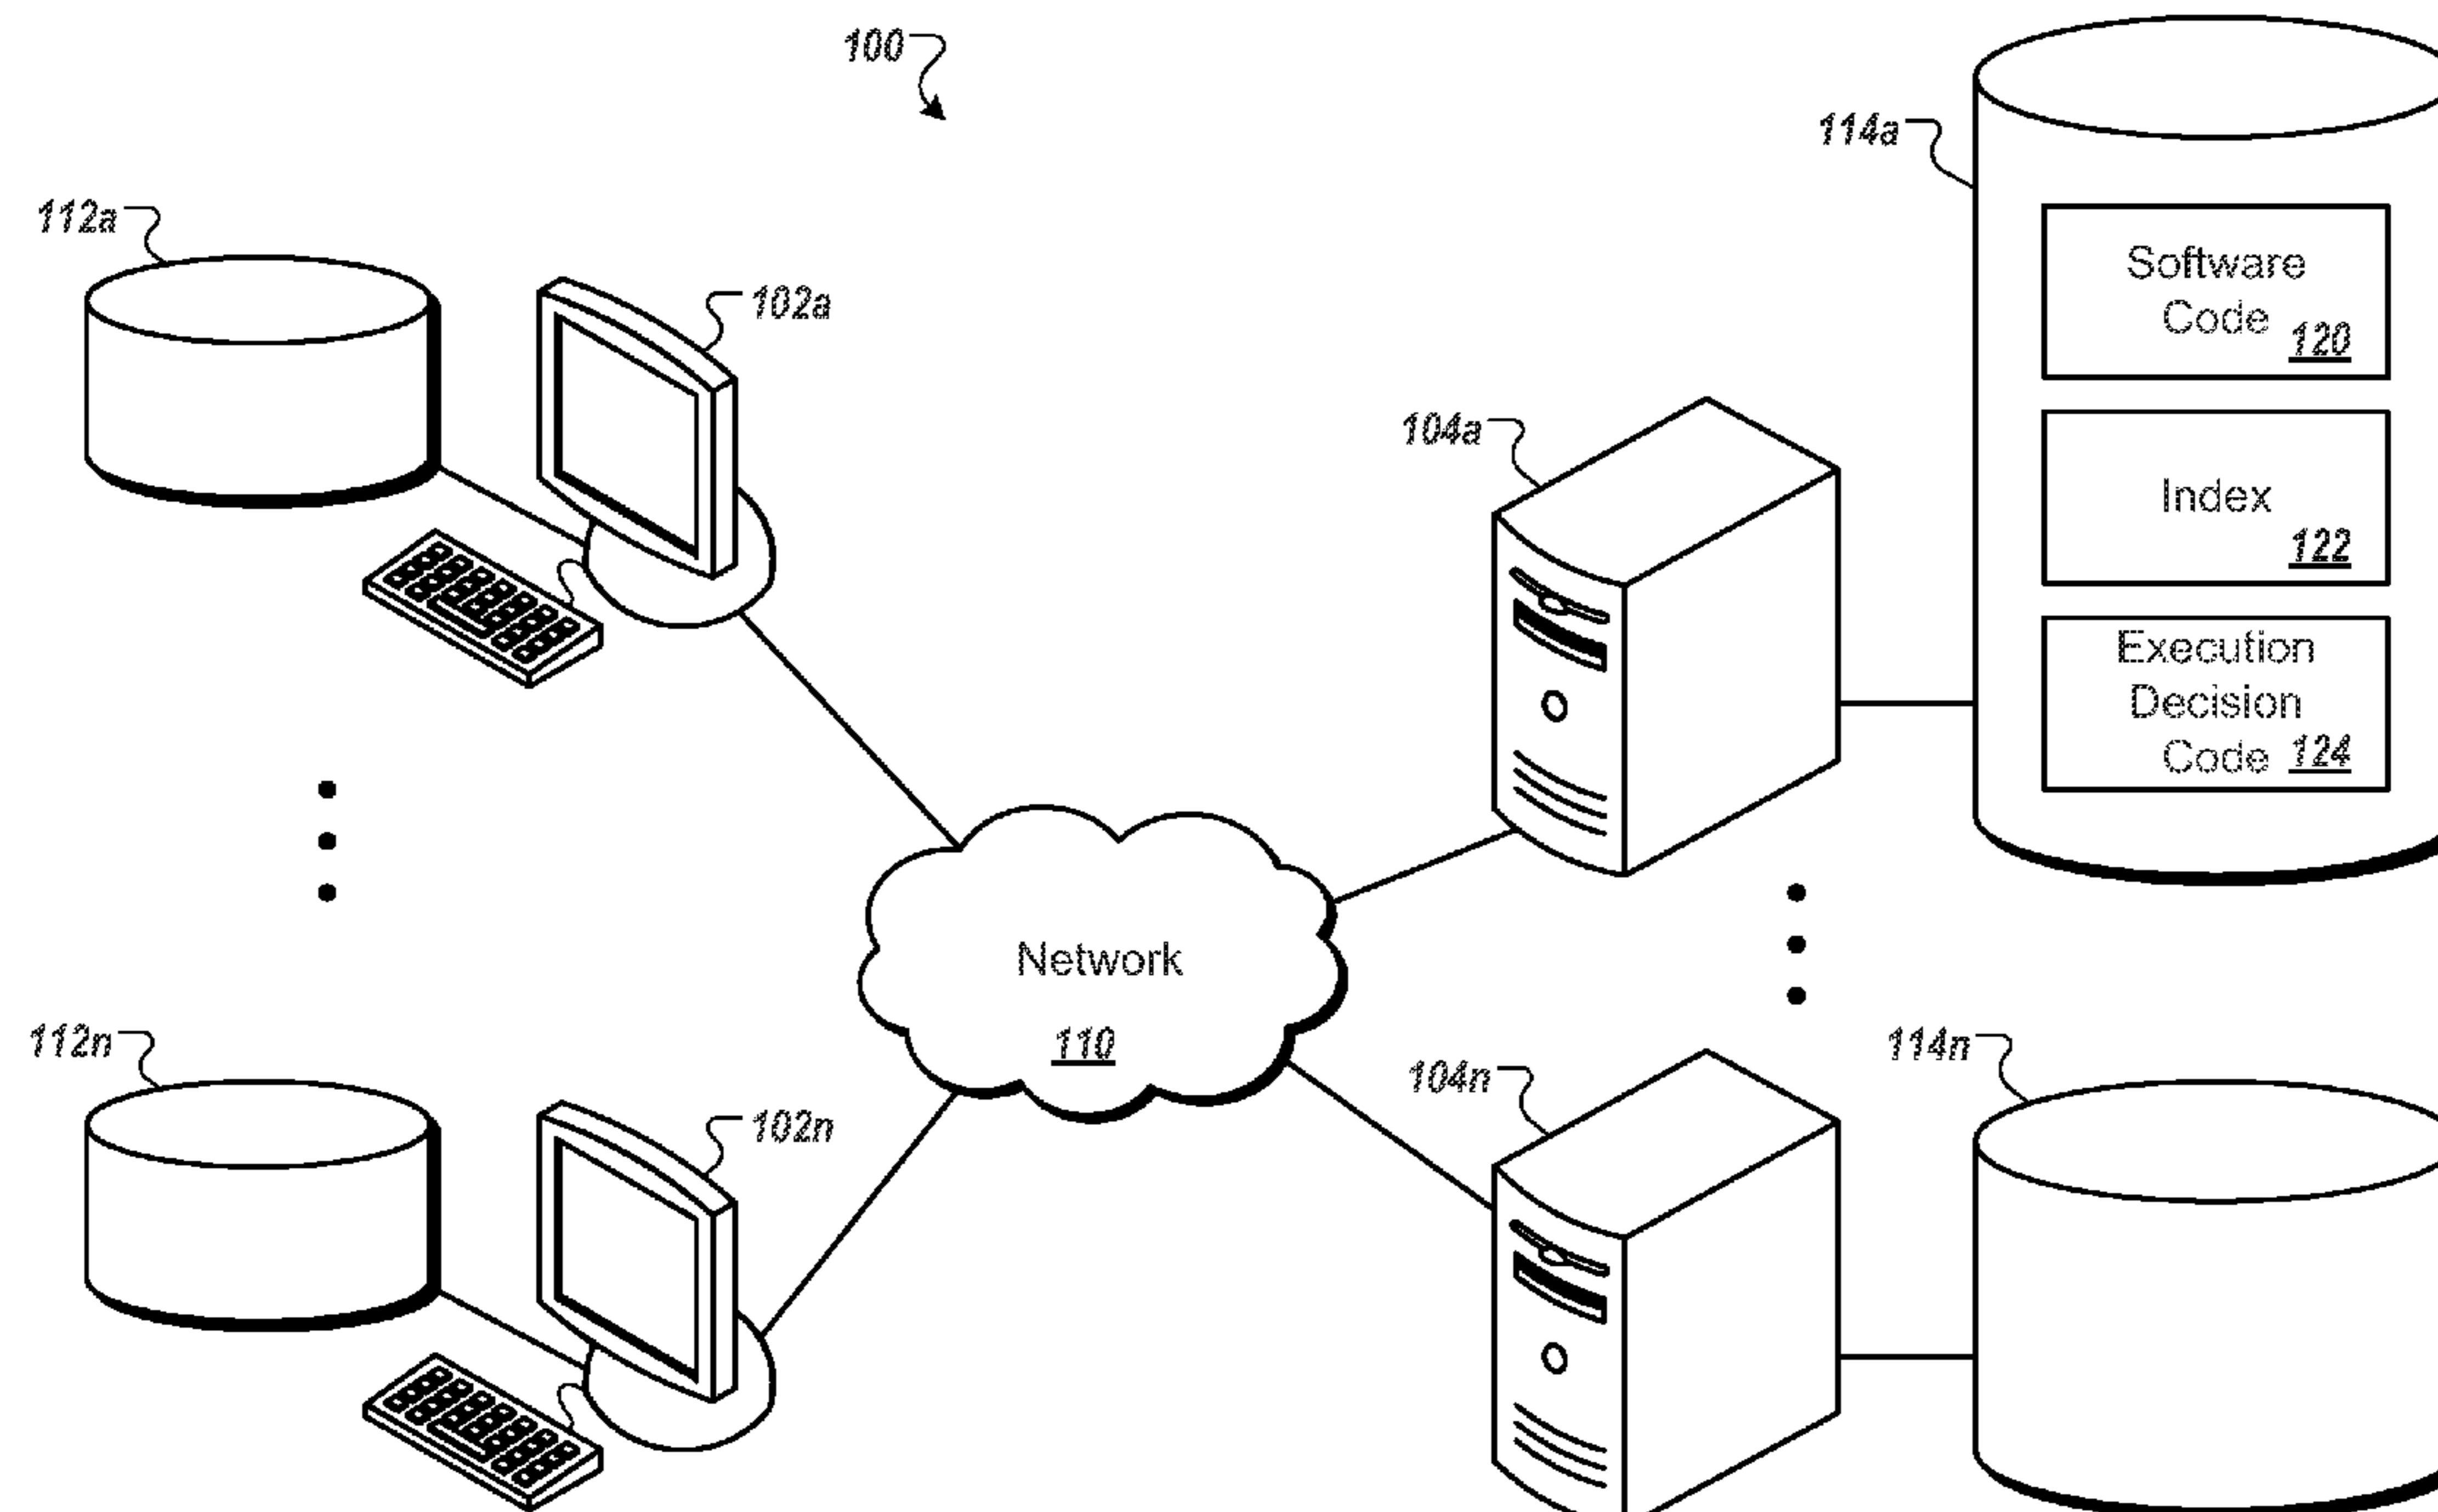 100
114a
112a
102a
Software
Code 120
104a
Index
122
Execution
Decision
Code 124
Network
110
112n
102n
104n
114n